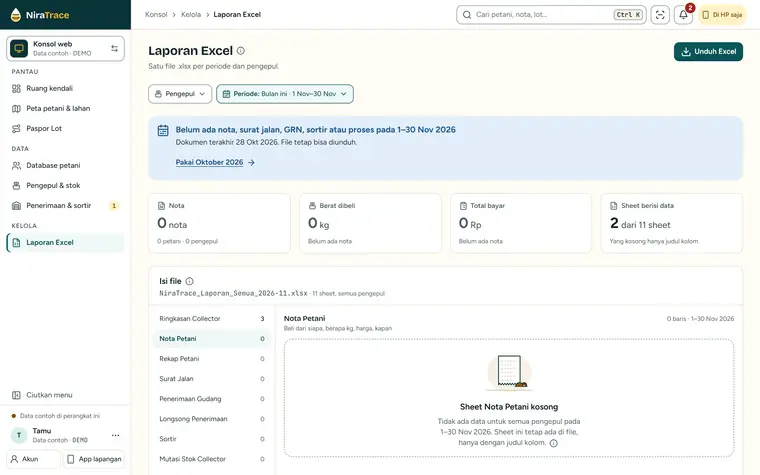 NiraTrace
Konsol > Kelola > Laporan Excel
Cari petani, nota, lot...
Ctrl K
2
Di HP saja
Konsol web
Data contoh · DEMO
PANTAU
Ruang kendali
Peta petani & lahan
Paspor Lot
DATA
Database petani
Pengepul & stok
Penerimaan & sortir
1
KELOLA
Laporan Excel
Ciutkan menu
Data contoh di perangkat ini
T
Tamu
Data contoh · DEMO
Akun
App lapangan
Laporan Excel
Satu file .xlsx per periode dan pengepul.
Unduh Excel
Pengepul
Periode: Bulan ini · 1 Nov–30 Nov
Belum ada nota, surat jalan, GRN, sortir atau proses pada 1–30 Nov 2026
Dokumen terakhir 28 Okt 2026. File tetap bisa diunduh.
Pakai Oktober 2026
Nota
0 nota
0 petani · 0 pengepul
Berat dibeli
0 kg
Belum ada nota
Total bayar
0 Rp
Belum ada nota
Sheet berisi data
2 dari 11 sheet
Yang kosong hanya judul kolom
Isi file
NiraTrace_Laporan_Semua_2026-11.xlsx · 11 sheet, semua pengepul
Ringkasan Collector 3
Nota Petani 0
Rekap Petani 0
Surat Jalan 0
Penerimaan Gudang 0
Longsong Penerimaan 0
Sortir 0
Mutasi Stok Collector 0
Nota Petani
Beli dari siapa, berapa kg, harga, kapan
0 baris · 1–30 Nov 2026
Sheet Nota Petani kosong
Tidak ada data untuk semua pengepul pada
1–30 Nov 2026. Sheet ini tetap ada di file,
hanya dengan judul kolom.